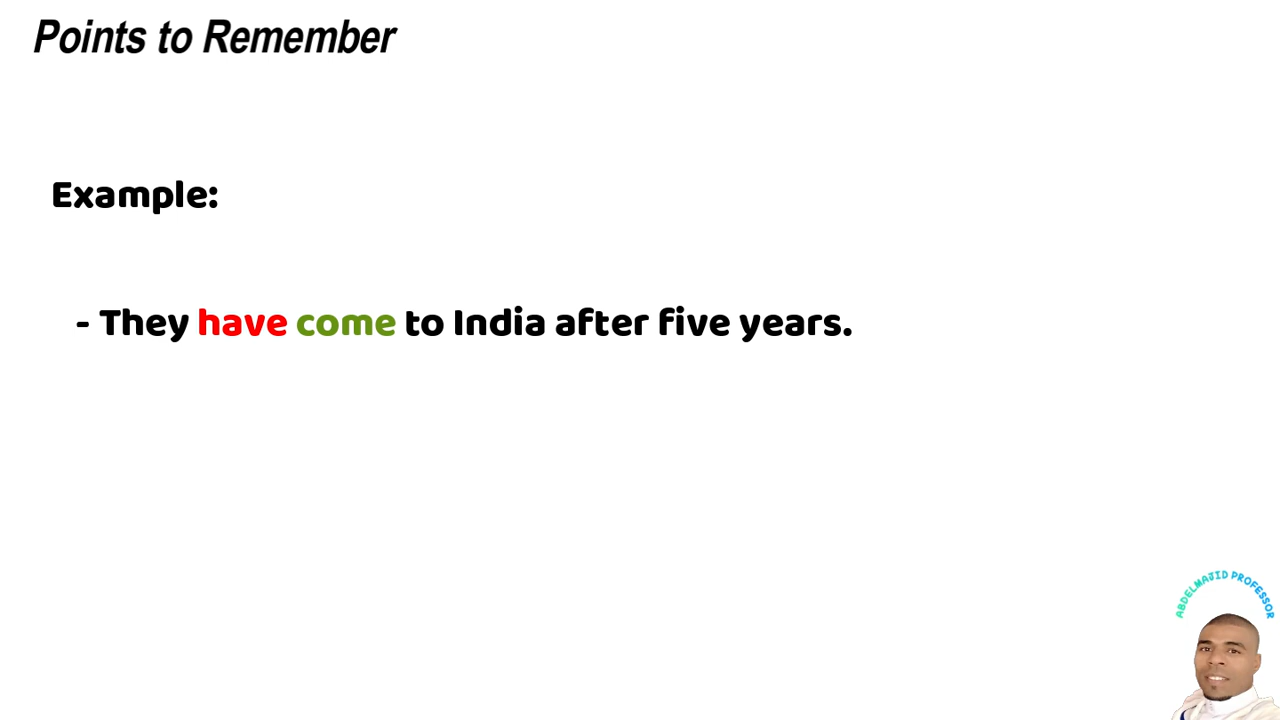 Points to Remember
Example:
- They have come to India after five years.
ABDELMAJID PROFESSOR